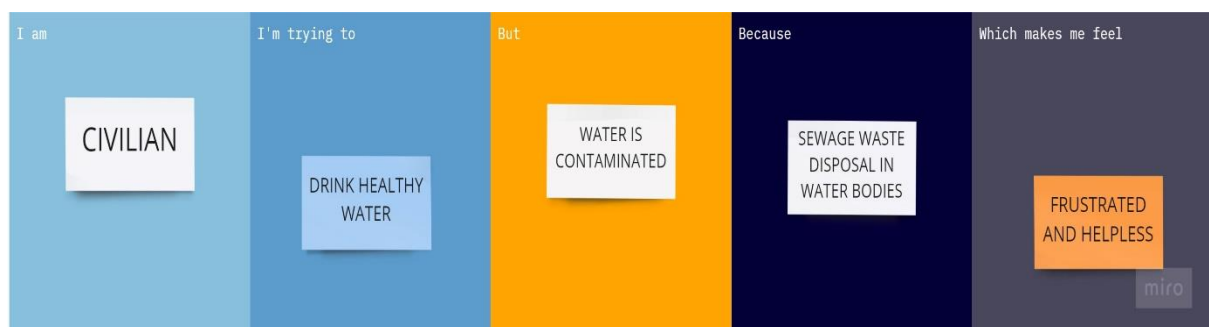 I am
CIVILIAN
I'm trying to
DRINK HEALTHY
WATER
But
WATER IS
CONTAMINATED
Because
SEWAGE WASTE
DISPOSAL IN
WATER BODIES
Which makes me feel
FRUSTRATED
AND HELPLESS
miro